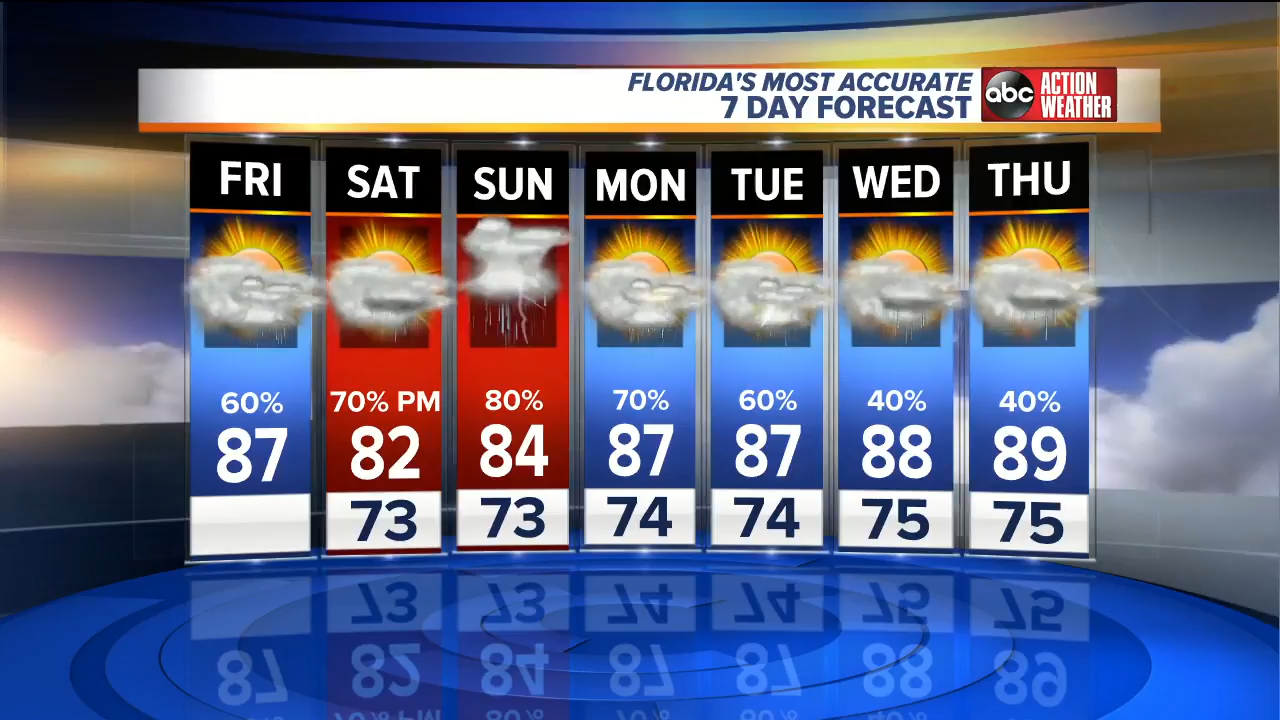 FLORIDA'S MOST ACCURATE
7 DAY FORECAST
abc ACTION WEATHER
FRI SAT SUN MON TUE WED THU
60% 70% PM 80% 70% 60% 40% 40%
87 82 84 87 87 88 89
73 73 74 74 75 75